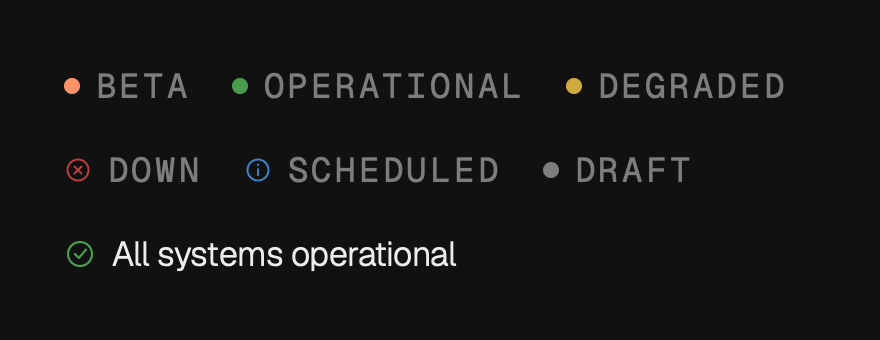 BETA OPERATIONAL DEGRADED
DOWN SCHEDULED DRAFT
All systems operational